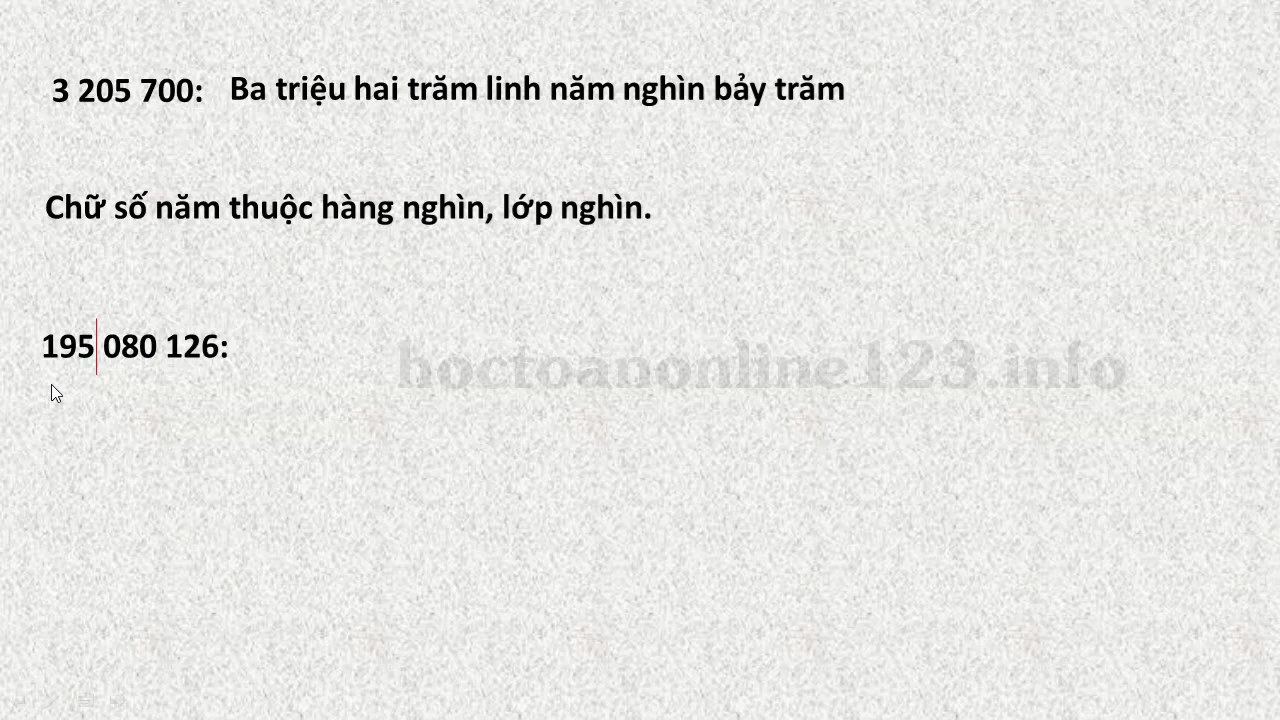 3 205 700: Ba triệu hai trăm linh năm nghìn bảy trăm
Chữ số năm thuộc hàng nghìn, lớp nghìn.
195 080 126:
hoctoanonline123.info